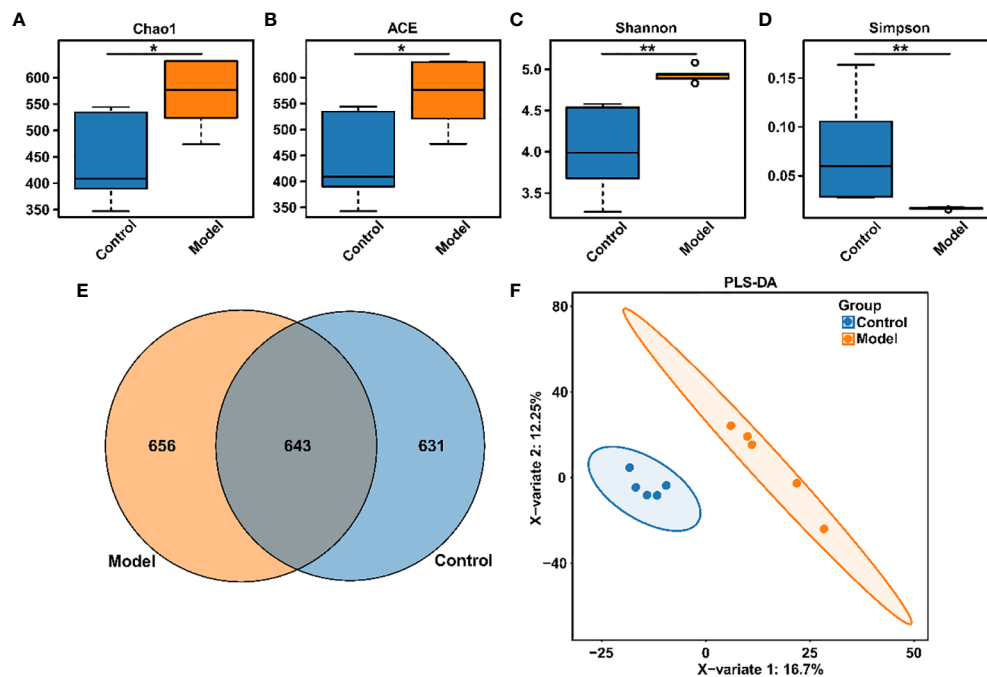 A
Chao1
*
600
550
500
450
400
350
Control
Model
B
ACE
*
600
550
500
450
400
350
Control
Model
C
Shannon
**
5.0
4.5
4.0
3.5
Control
Model
D
Simpson
**
0.15
0.10
0.05
Control
Model
E
656
643
631
Model
Control
F
PLS-DA
Group
Control
Model
80
40
0
−40
X−variate 2: 12.25%
−25
0
25
50
X−variate 1: 16.7%